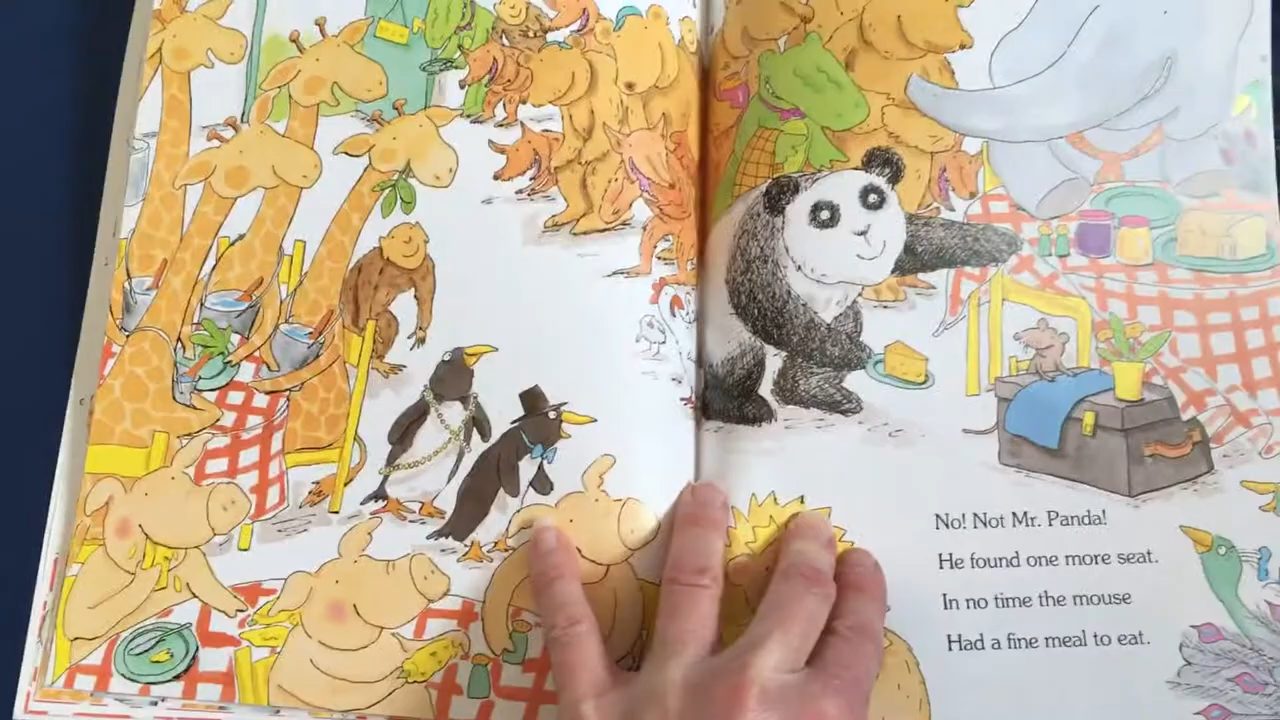 No! Not Mr. Panda!
He found one more seat.
In no time the mouse
Had a fine meal to eat.